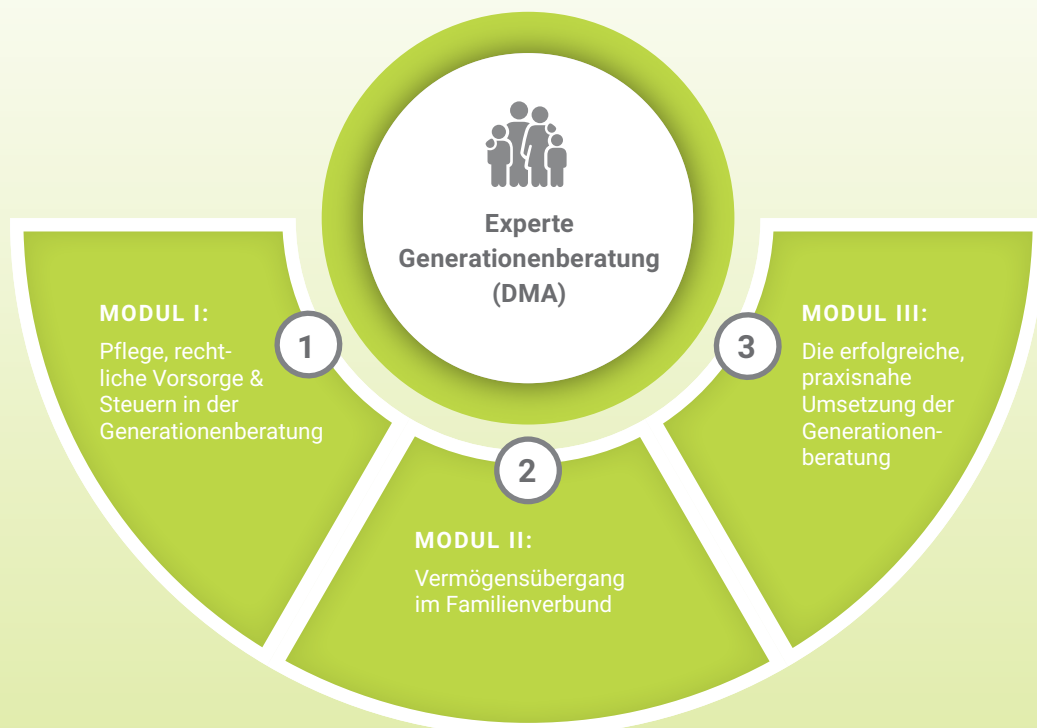 Experte
Generationenberatung
(DMA)
1
MODUL I:
Pflege, recht-
liche Vorsorge &
Steuern in der
Generationenberatung
2
MODUL II:
Vermögensübergang
im Familienverbund
3
MODUL III:
Die erfolgreiche,
praxisnahe
Umsetzung der
Generationen-
beratung